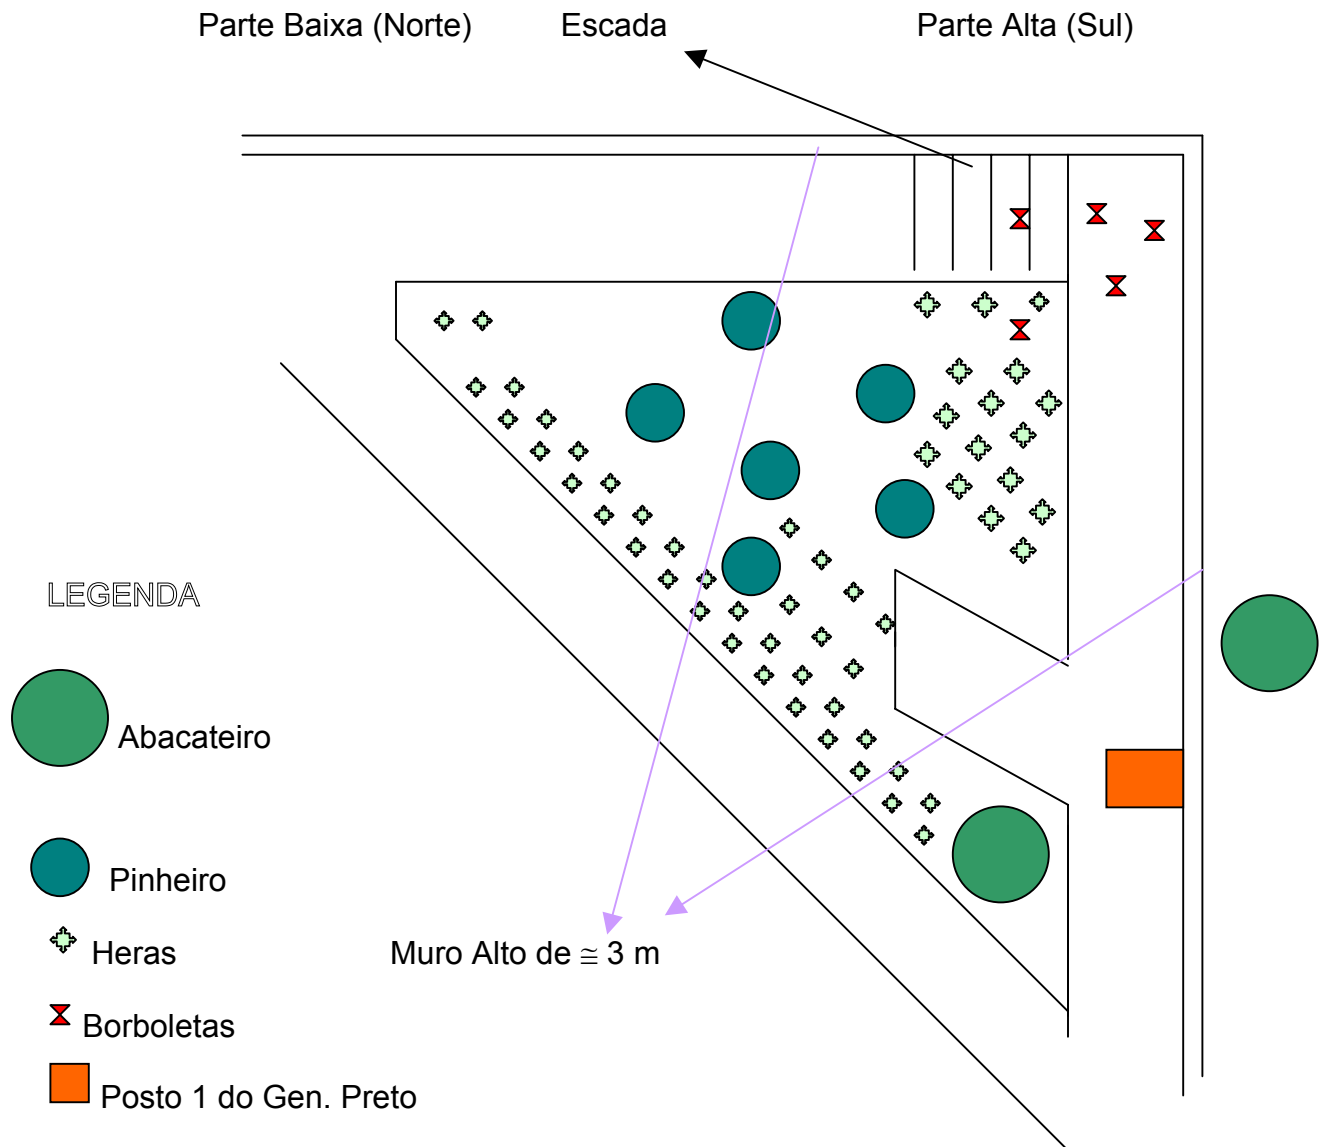 Parte Baixa (Norte) Escada Parte Alta (Sul)
LEGENDA
Abacateiro
Pinheiro
Heras
Muro Alto de ≅ 3 m
Borboletas
Posto 1 do Gen. Preto